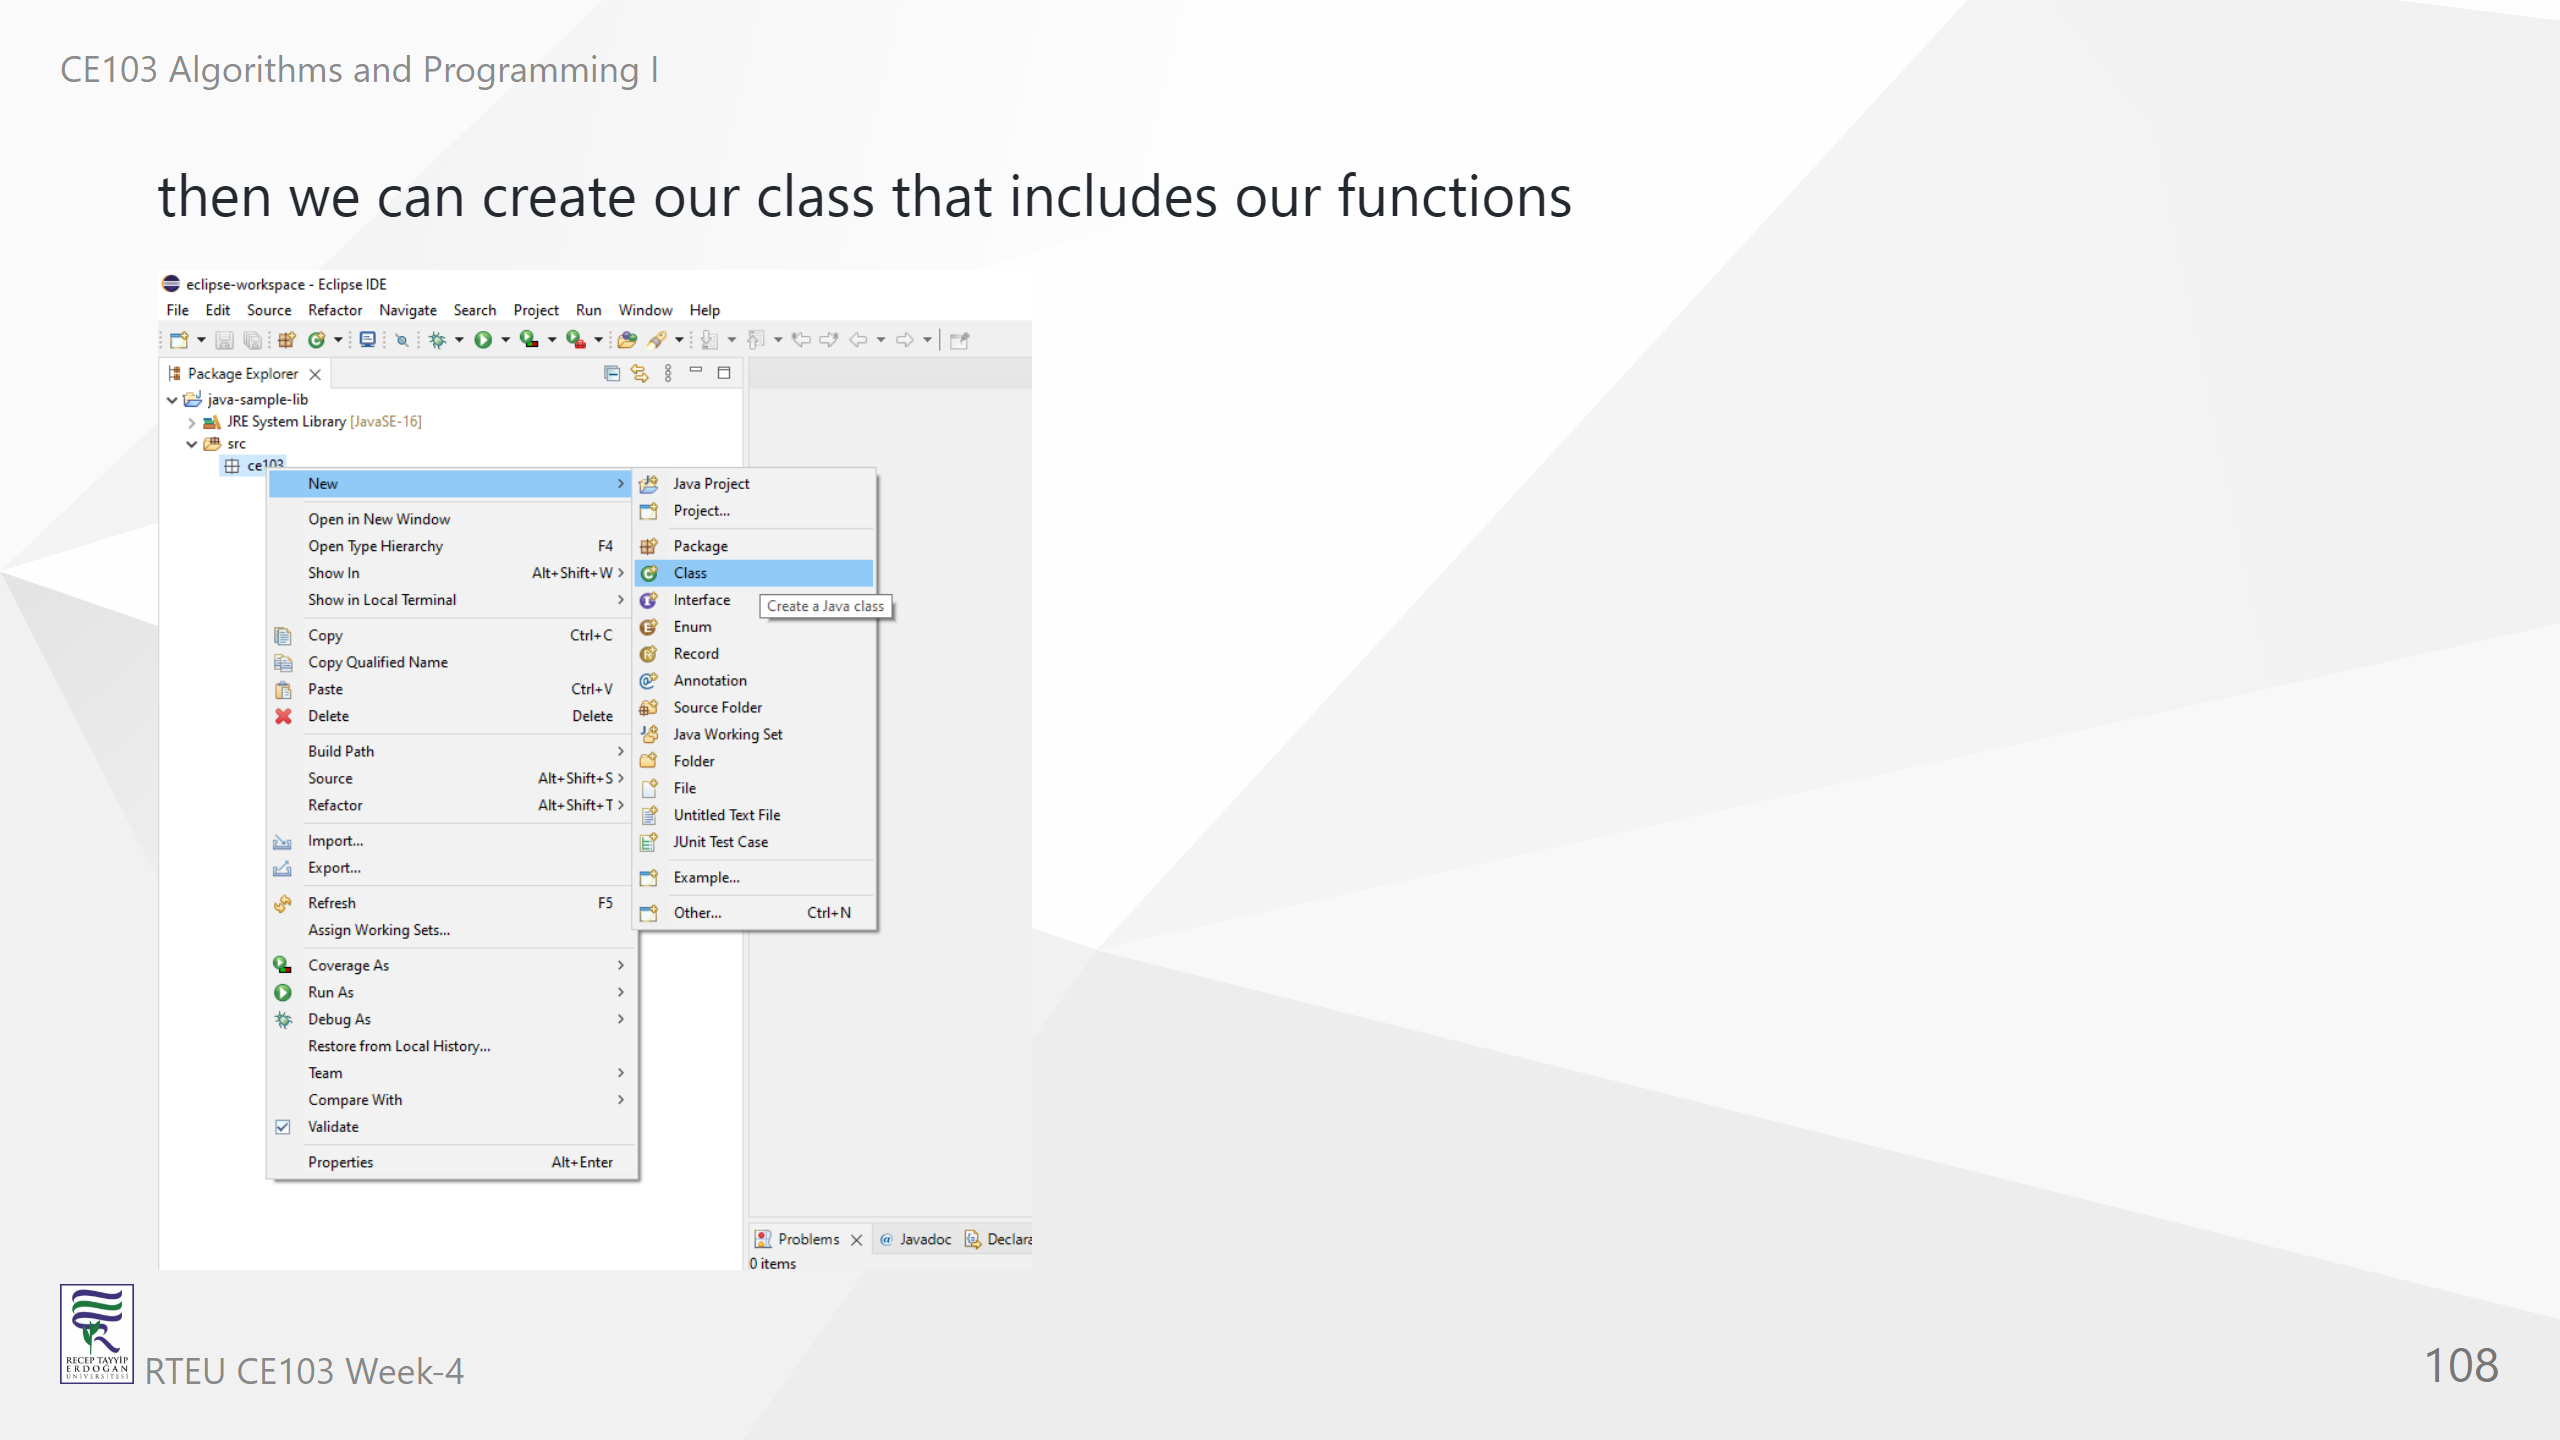 CE103 Algorithms and Programming I
then we can create our class that includes our functions
eclipse-workspace - Eclipse IDE
File Edit Source Refactor Navigate Search Project Run Window Help
Package Explorer
java-sample-lib
JRE System Library [JavaSE-16]
src
ce103
New
Open in New Window
Open Type Hierarchy F4
Show In Alt+Shift+W
Show in Local Terminal
Copy Ctrl+C
Copy Qualified Name
Paste Ctrl+V
Delete Delete
Build Path
Source Alt+Shift+S
Refactor Alt+Shift+T
Import...
Export...
Refresh F5
Assign Working Sets...
Coverage As
Run As
Debug As
Restore from Local History...
Team
Compare With
Validate
Properties Alt+Enter
Java Project
Project...
Package
Class
Interface
Create a Java class
Enum
Record
Annotation
Source Folder
Java Working Set
Folder
File
Untitled Text File
JUnit Test Case
Example...
Other... Ctrl+N
Problems @ Javadoc Declara
0 items
RECEP TAYYİP
ERDOĞAN
ÜNİVERSİTESİ
RTEU CE103 Week-4
108